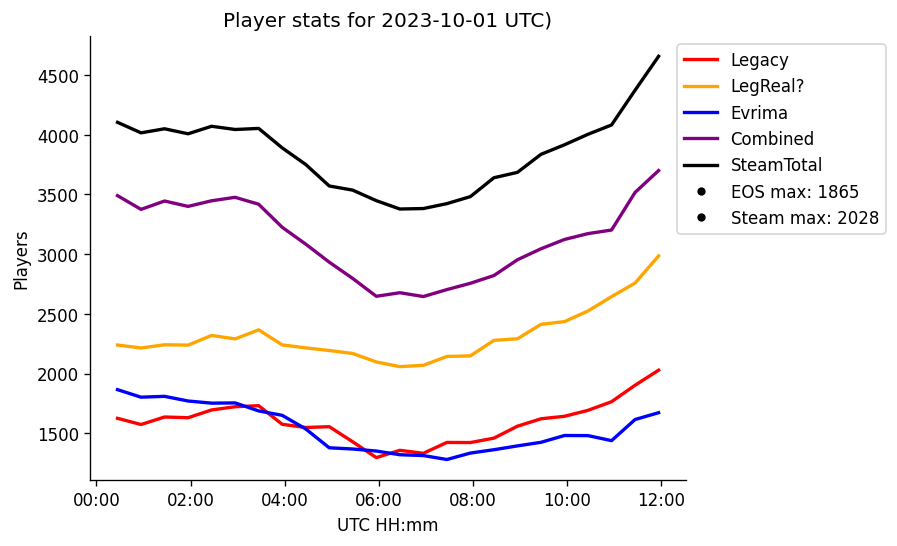 Player stats for 2023-10-01 UTC)
Legacy
LegReal?
Evrima
Combined
SteamTotal
EOS max: 1865
Steam max: 2028
Players
4500
4000
3500
3000
2500
2000
1500
00:00 02:00 04:00 06:00 08:00 10:00 12:00
UTC HH:mm